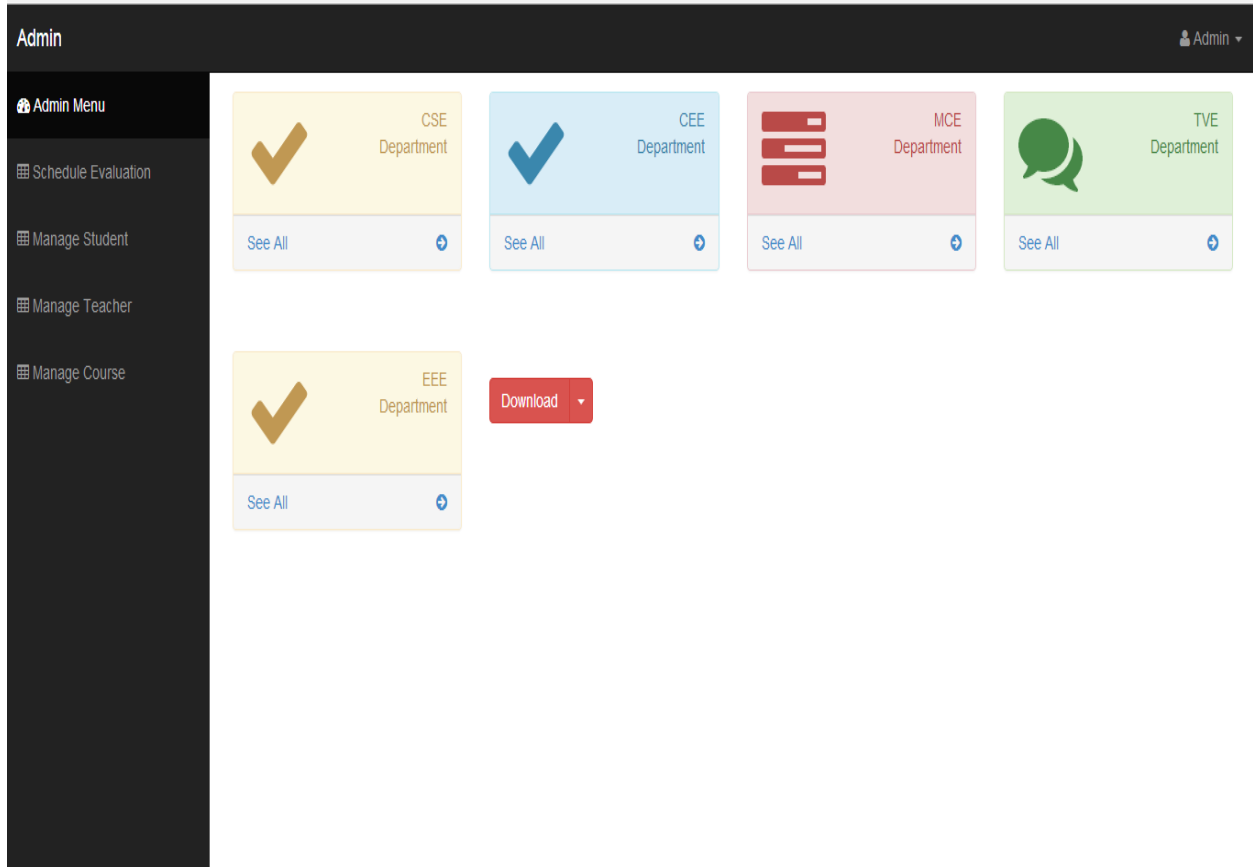 Admin
Admin
Admin Menu
Schedule Evaluation
Manage Student
Manage Teacher
Manage Course
CSE
Department
See All
CEE
Department
See All
MCE
Department
See All
TVE
Department
See All
EEE
Department
See All
Download